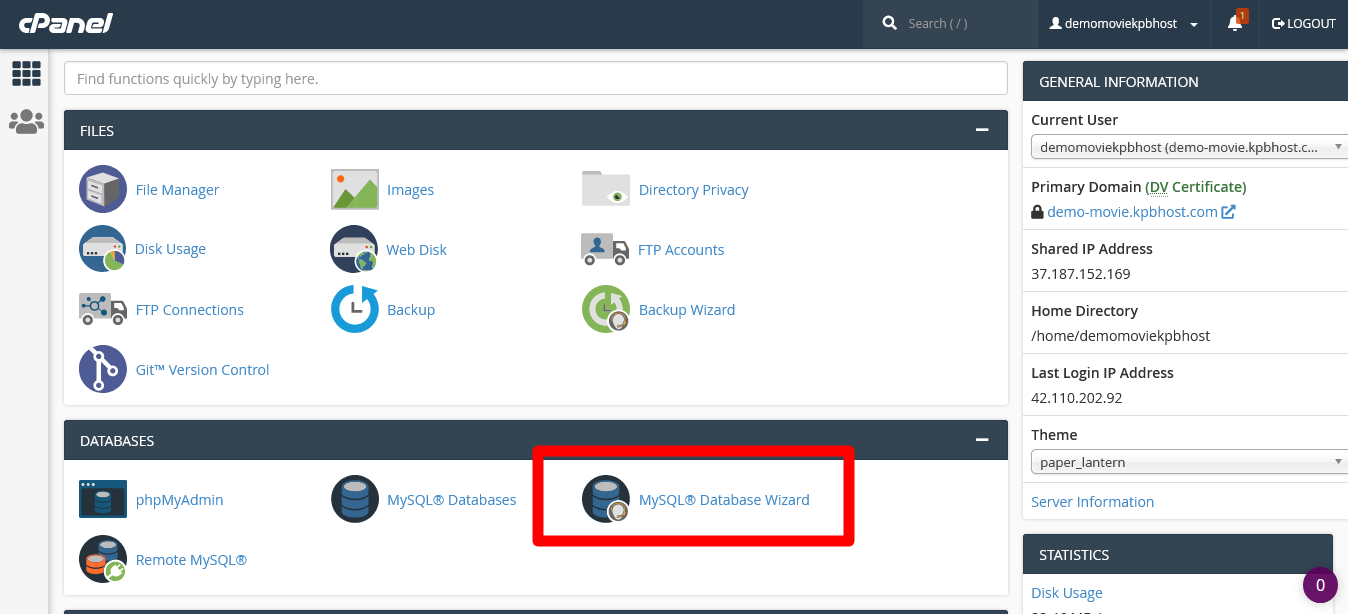 cPanel
Search ( / )
demomoviekpbhost
1
LOGOUT
Find functions quickly by typing here.
FILES
File Manager
Images
Directory Privacy
Disk Usage
Web Disk
FTP Accounts
FTP Connections
Backup
Backup Wizard
Git™ Version Control
DATABASES
phpMyAdmin
MySQL® Databases
MySQL® Database Wizard
Remote MySQL®
GENERAL INFORMATION
Current User
demomoviekpbhost (demo-movie.kpbhost.c...
Primary Domain (DV Certificate)
demo-movie.kpbhost.com
Shared IP Address
37.187.152.169
Home Directory
/home/demomoviekpbhost
Last Login IP Address
42.110.202.92
Theme
paper_lantern
Server Information
STATISTICS
Disk Usage
0